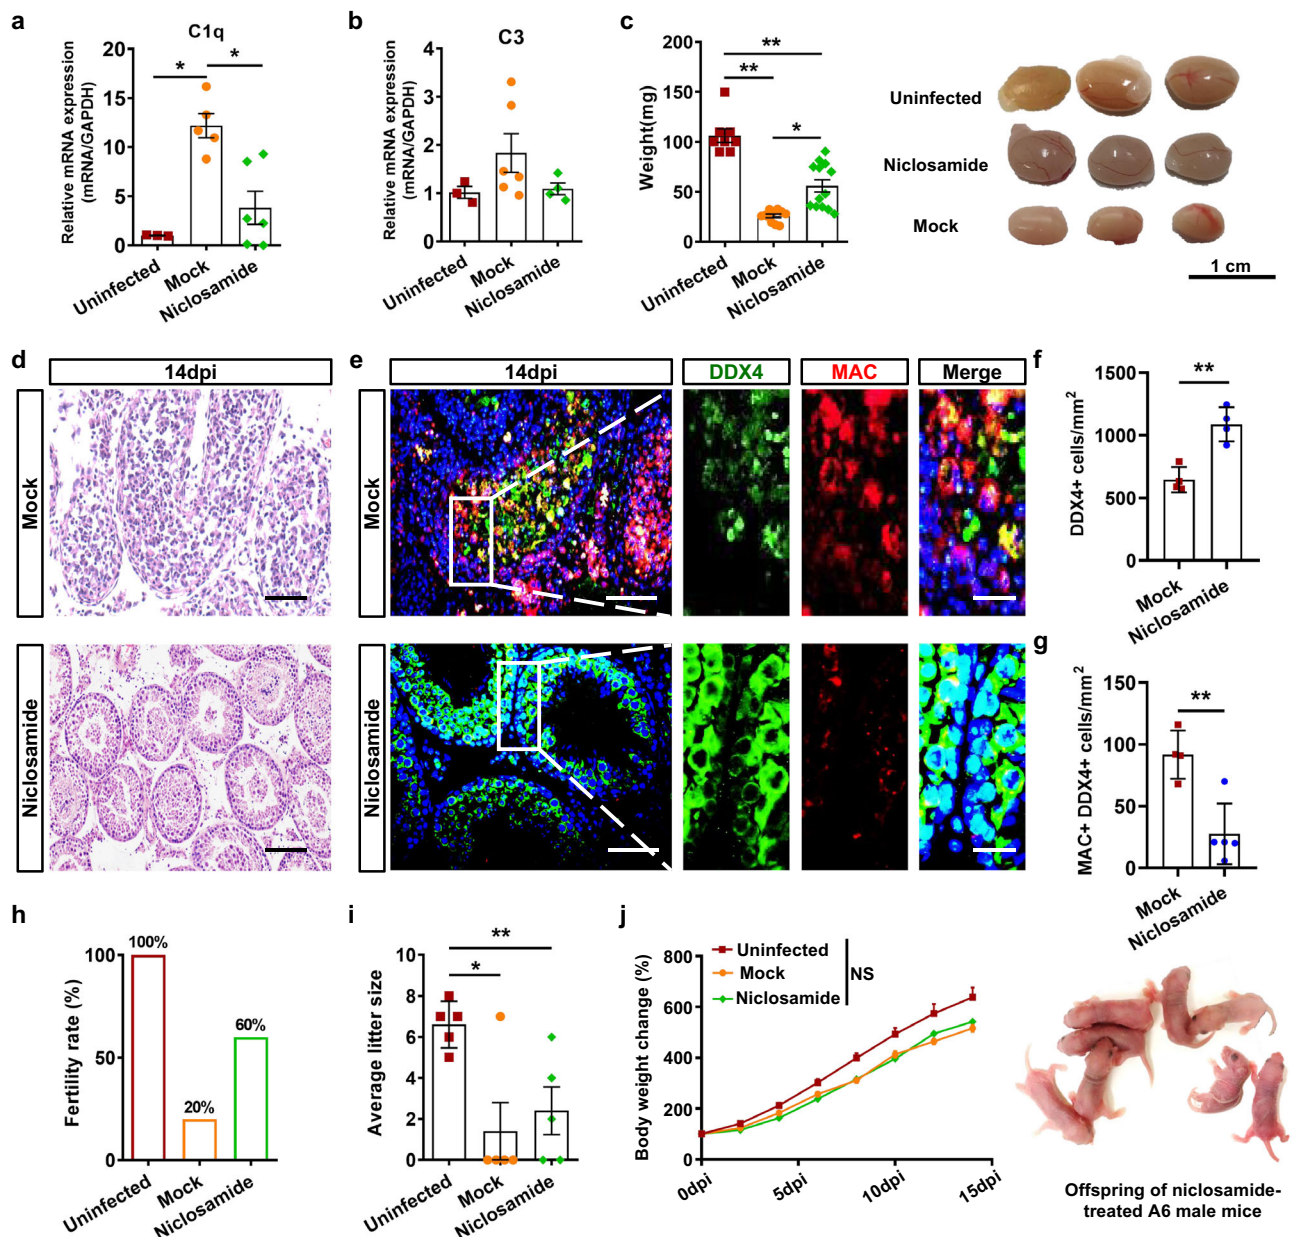 a
C1q
Relative mRNA expression
(mRNA/GAPDH)
20
15
10
5
0
*
*
Uninfected
Mock
Niclosamide
b
C3
Relative mRNA expression
(mRNA/GAPDH)
4
3
2
1
0
Uninfected
Mock
Niclosamide
c
Weight(mg)
200
150
100
50
0
**
**
*
Uninfected
Mock
Niclosamide
Uninfected
Niclosamide
Mock
1 cm
d
14dpi
Mock
Niclosamide
e
14dpi
DDX4
MAC
Merge
Mock
Niclosamide
f
DDX4+ cells/mm²
1500
1000
500
0
**
Mock
Niclosamide
g
MAC+ DDX4+ cells/mm²
150
100
50
0
**
Mock
Niclosamide
h
Fertility rate (%)
100
50
0
100%
20%
60%
Uninfected
Mock
Niclosamide
i
Average litter size
10
8
6
4
2
0
**
*
Uninfected
Mock
Niclosamide
j
Body weight change (%)
800
600
400
200
0
Uninfected
Mock
Niclosamide
NS
0dpi
5dpi
10dpi
15dpi
Offspring of niclosamide-
treated A6 male mice